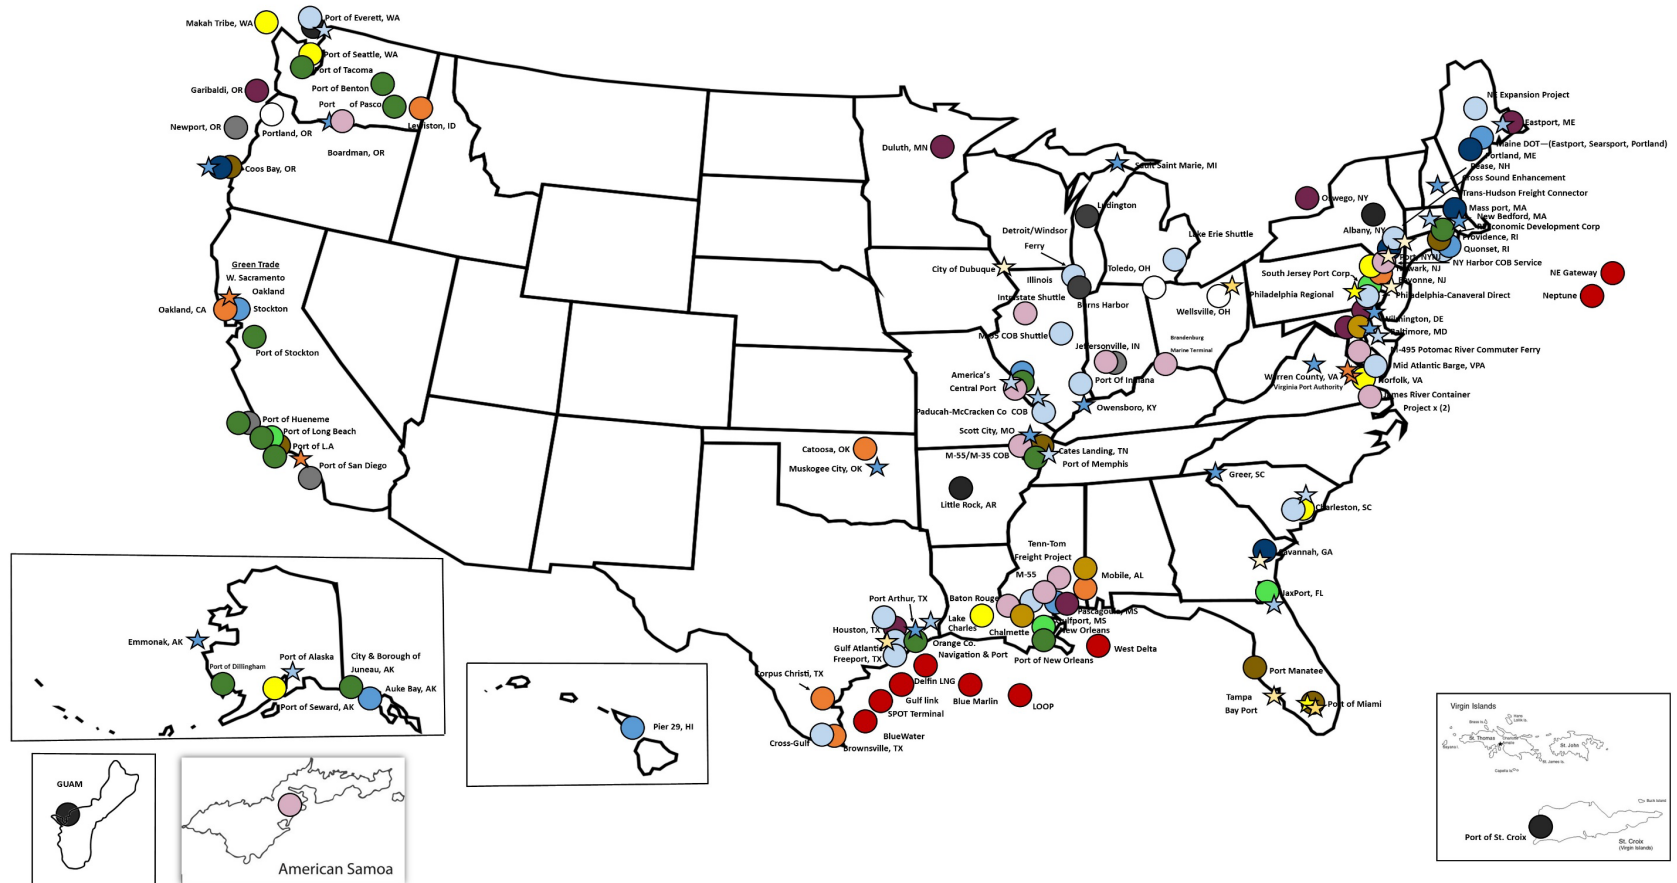 Makah Tribe, WA
Port of Everett, WA
Port of Seattle, WA
Port of Tacoma
Garibaldi, OR
Port of Benton
Port of Pasco
Lewiston, ID
Newport, OR
Portland, OR
Boardman, OR
Coos Bay, OR
Green Trade
W. Sacramento
Oakland
Oakland, CA
Stockton
Port of Stockton
Port of Hueneme
Port of Long Beach
Port of L.A
Port of San Diego
Duluth, MN
Sault Saint Marie, MI
Ludington
Detroit/Windsor
Ferry
Lake Erie Shuttle
City of Dubuque
Illinois
Intrastate Shuttle
Toledo, OH
Burns Harbor
Wellsville, OH
M-55 COB Shuttle
Jeffersonville, IN
Brandenburg
Marine Terminal
America's
Central Port
Port Of Indiana
Paducah-McCracken Co COB
Owensboro, KY
Scott City, MO
M-55/M-35 COB
Cates Landing, TN
Port of Memphis
Catoosa, OK
Muskogee City, OK
Little Rock, AR
NE Expansion Project
Eastport, ME
Maine DOT—(Eastport, Searsport, Portland)
Portland, ME
Pease, NH
Cross Sound Enhancement
Trans-Hudson Freight Connector
Oswego, NY
Mass port, MA
New Bedford, MA
Albany, NY
RI Economic Development Corp
Providence, RI
Quonset, RI
Port, NYNJ
NY Harbor COB Service
Newark, NJ
South Jersey Port Corp
Bayonne, NJ
NE Gateway
Neptune
Philadelphia Regional
Philadelphia-Canaveral Direct
Wilmington, DE
Baltimore, MD
M-495 Potomac River Commuter Ferry
Mid Atlantic Barge, VPA
Warren County, VA
Virginia Port Authority
Norfolk, VA
James River Container
Project x (2)
Greer, SC
Charleston, SC
Savannah, GA
JaxPort, FL
Port Manatee
Tampa
Bay Port
Port of Miami
Tenn-Tom
Freight Project
M-55
Mobile, AL
Baton Rouge
Pascagoula, MS
Gulfport, MS
New Orleans
Chalmette
Port of New Orleans
West Delta
Port Arthur, TX
Lake
Charles
Houston, TX
Orange Co.
Navigation & Port
Gulf Atlantic
Freeport, TX
Delfin LNG
Gulf link
Blue Marlin
LOOP
SPOT Terminal
BlueWater
Corpus Christi, TX
Cross-Gulf
Brownsville, TX
Emmonak, AK
Port of Dillingham
Port of Alaska
Port of Seward, AK
City & Borough of
Juneau, AK
Auke Bay, AK
Pier 29, HI
GUAM
American Samoa
Virgin Islands
St. Thomas
St. John
St. James Is.
Port of St. Croix
St. Croix
(Virgin Islands)